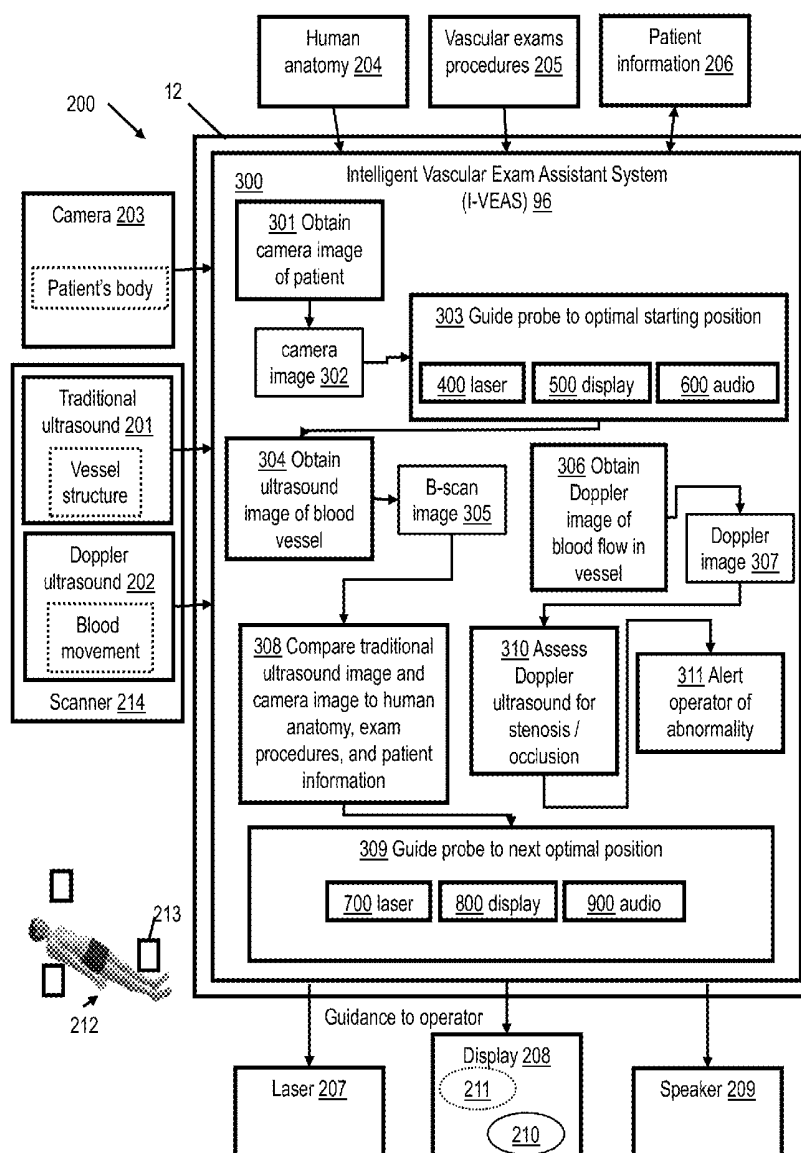 Human
anatomy 204
Vascular exams
procedures 205
Patient
information 206
12
200
300
Intelligent Vascular Exam Assistant System
(I-VEAS) 96
Camera 203
Patient's body
301 Obtain
camera image
of patient
camera
image 302
303 Guide probe to optimal starting position
400 laser
500 display
600 audio
Traditional
ultrasound 201
Vessel
structure
Doppler
ultrasound 202
Blood
movement
Scanner 214
304 Obtain
ultrasound
image of blood
vessel
B-scan
image 305
306 Obtain
Doppler
image of
blood flow in
vessel
Doppler
image 307
308 Compare traditional
ultrasound image and
camera image to human
anatomy, exam
procedures, and patient
information
310 Assess
Doppler
ultrasound for
stenosis /
occlusion
311 Alert
operator of
abnormality
309 Guide probe to next optimal position
700 laser
800 display
900 audio
213
212
Guidance to operator
Laser 207
Display 208
211
210
Speaker 209